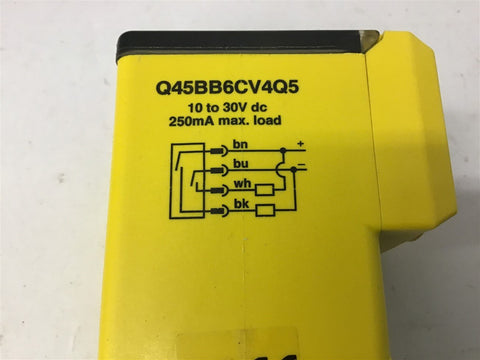 Q45BB6CV4Q5
10 to 30V dc
250mA max. load
bn +
bu −
wh
bk